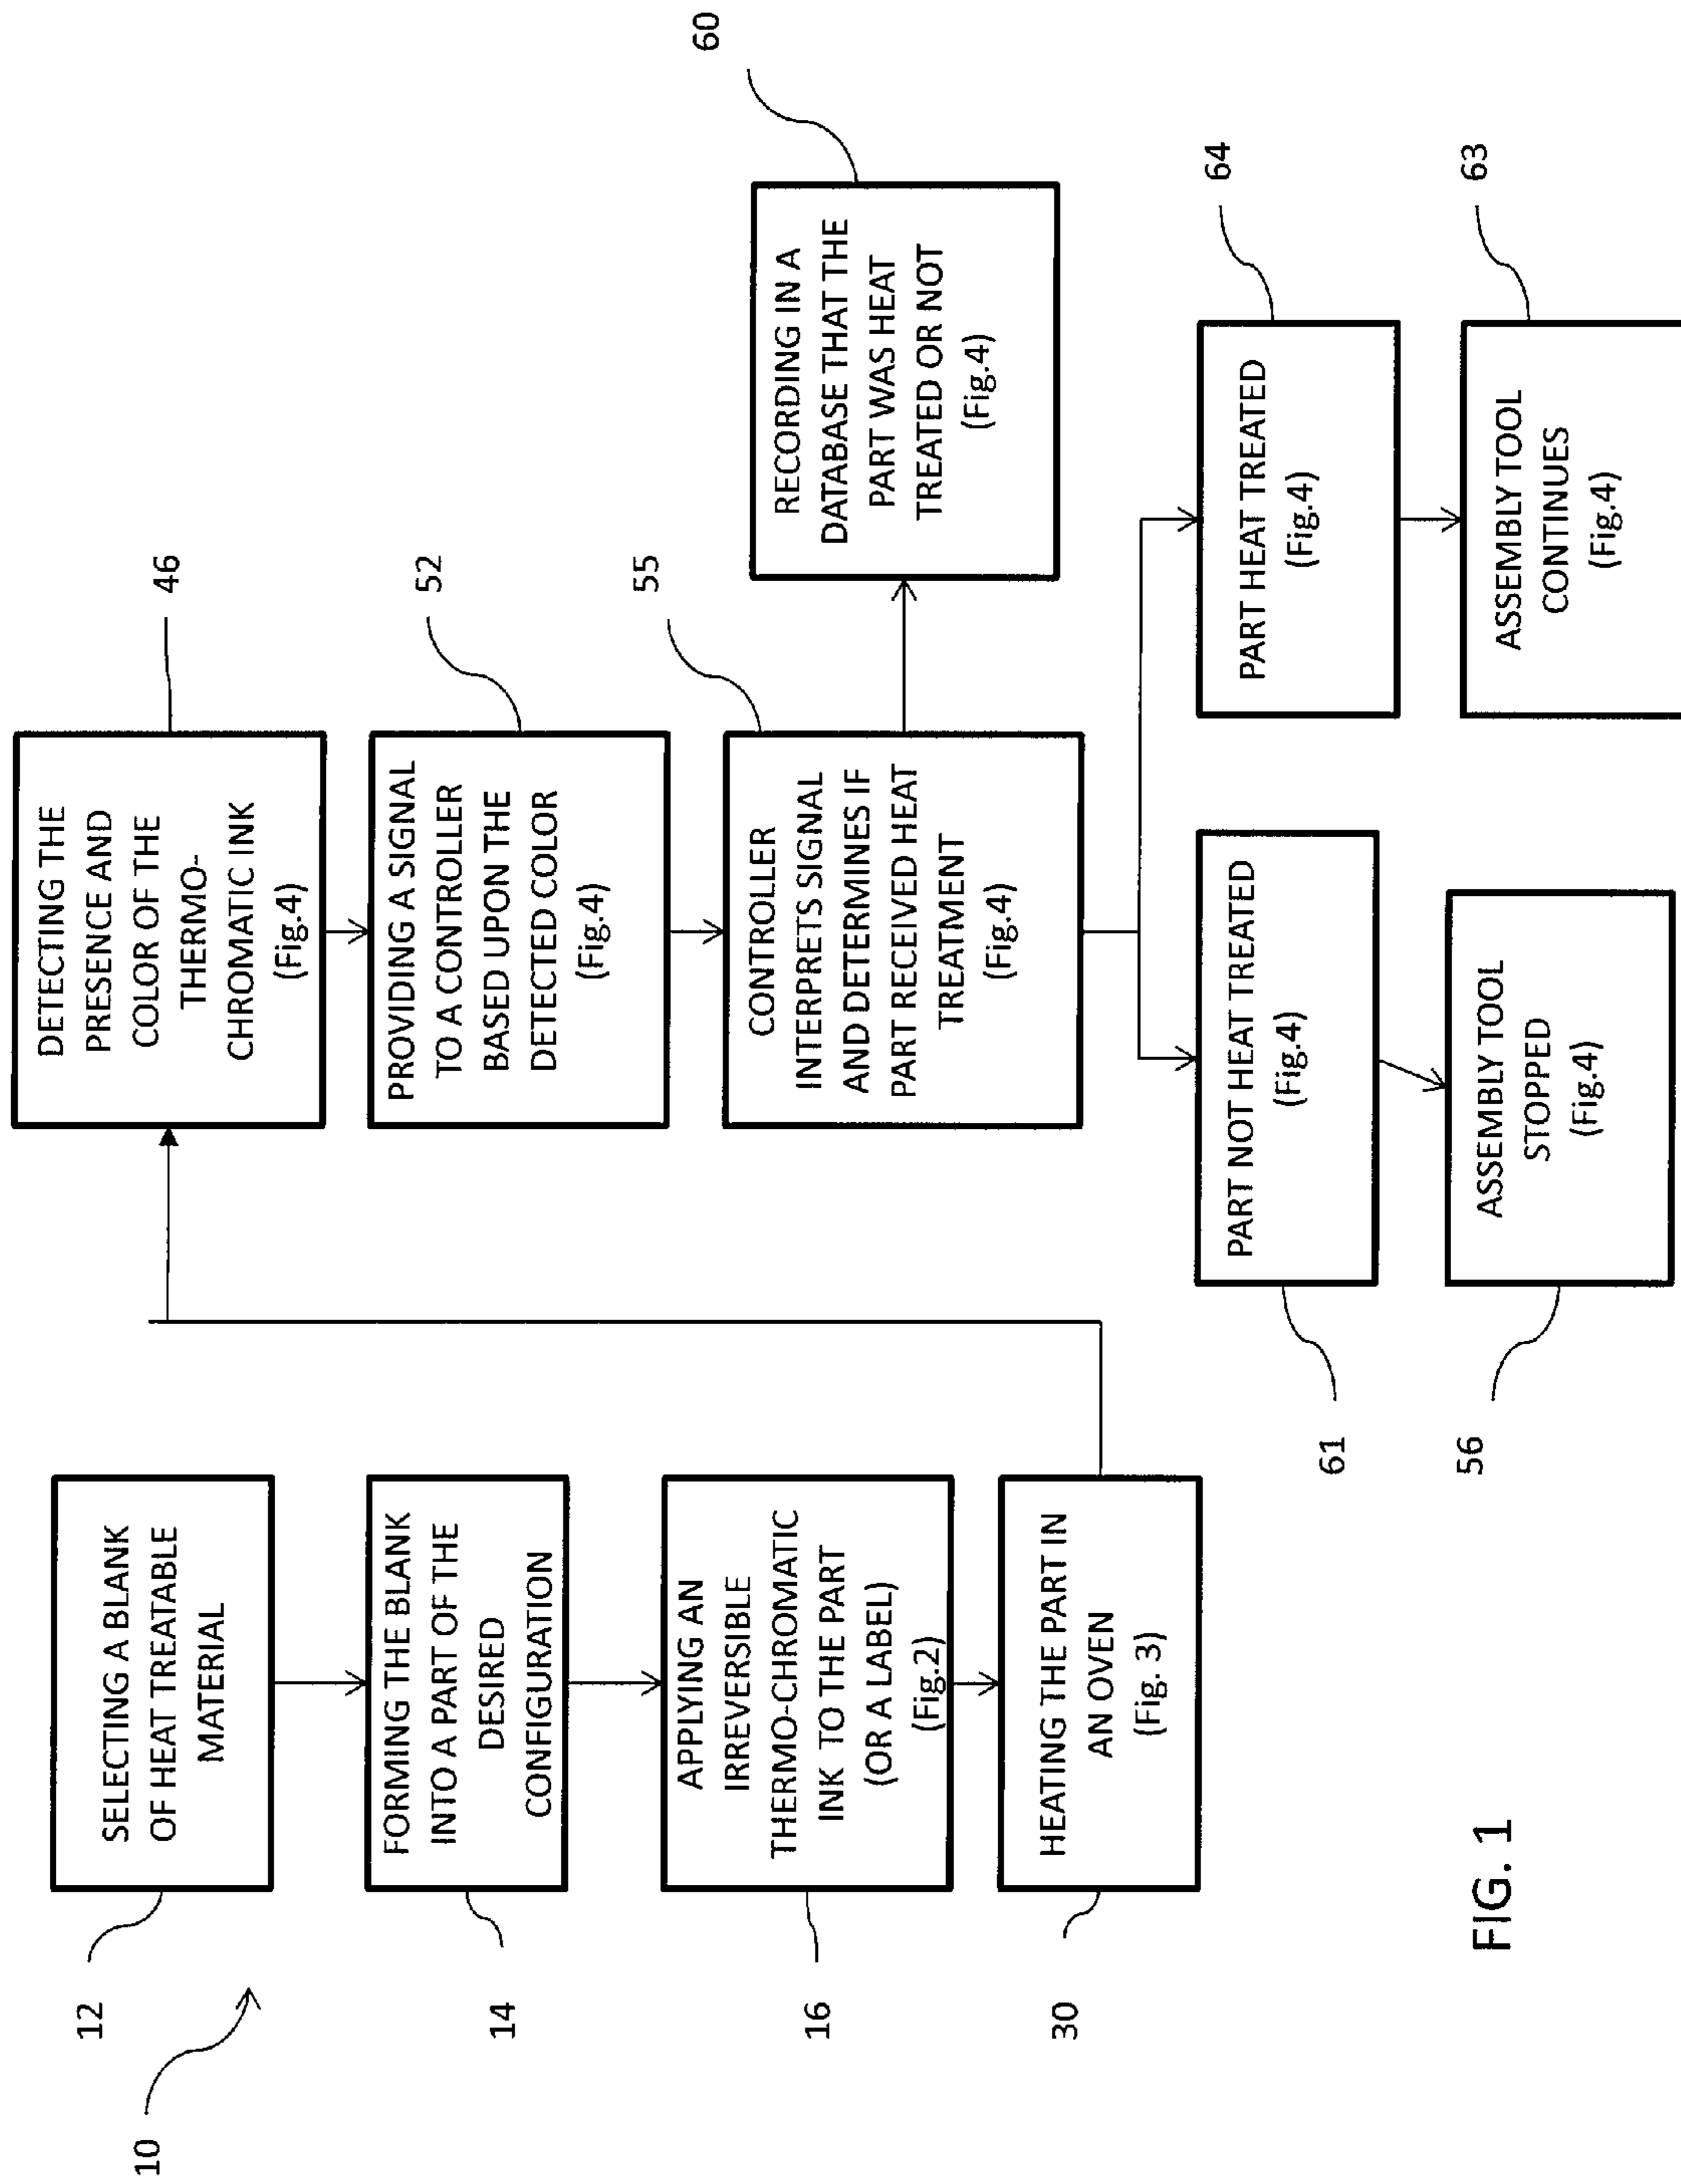 10
12
SELECTING A BLANK
OF HEAT TREATABLE
MATERIAL
14
FORMING THE BLANK
INTO A PART OF THE
DESIRED
CONFIGURATION
16
APPLYING AN
IRREVERSIBLE
THERMO-CHROMATIC
INK TO THE PART
(OR A LABEL)
(Fig.2)
30
HEATING THE PART IN
AN OVEN
(Fig. 3)
46
DETECTING THE
PRESENCE AND
COLOR OF THE
THERMO-
CHROMATIC INK
(Fig.4)
52
PROVIDING A SIGNAL
TO A CONTROLLER
BASED UPON THE
DETECTED COLOR
(Fig.4)
55
CONTROLLER
INTERPRETS SIGNAL
AND DETERMINES IF
PART RECEIVED HEAT
TREATMENT
(Fig.4)
60
RECORDING IN A
DATABASE THAT THE
PART WAS HEAT
TREATED OR NOT
(Fig.4)
61
PART NOT HEAT TREATED
(Fig.4)
56
ASSEMBLY TOOL
STOPPED
(Fig.4)
64
PART HEAT TREATED
(Fig.4)
63
ASSEMBLY TOOL
CONTINUES
(Fig.4)
FIG. 1